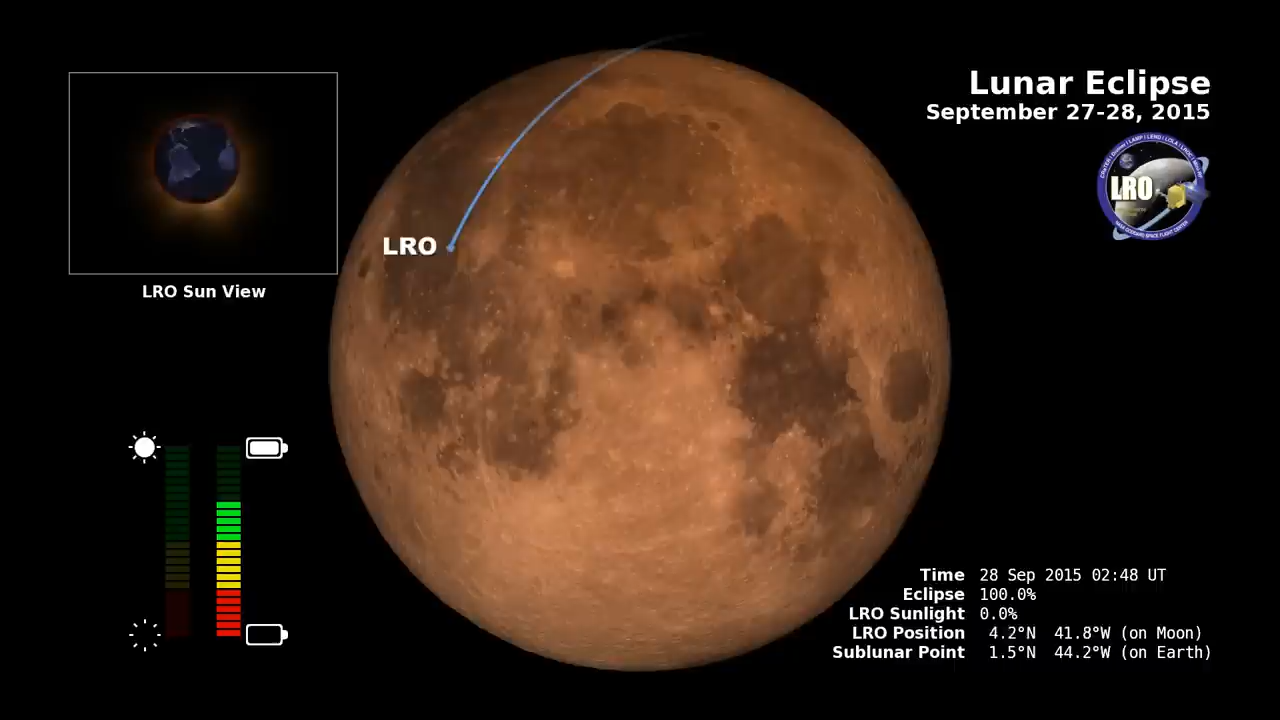 Lunar Eclipse
September 27-28, 2015
LRO
LRO
LRO Sun View
Time 28 Sep 2015 02:48 UT
Eclipse 100.0%
LRO Sunlight 0.0%
LRO Position 4.2°N 41.8°W (on Moon)
Sublunar Point 1.5°N 44.2°W (on Earth)